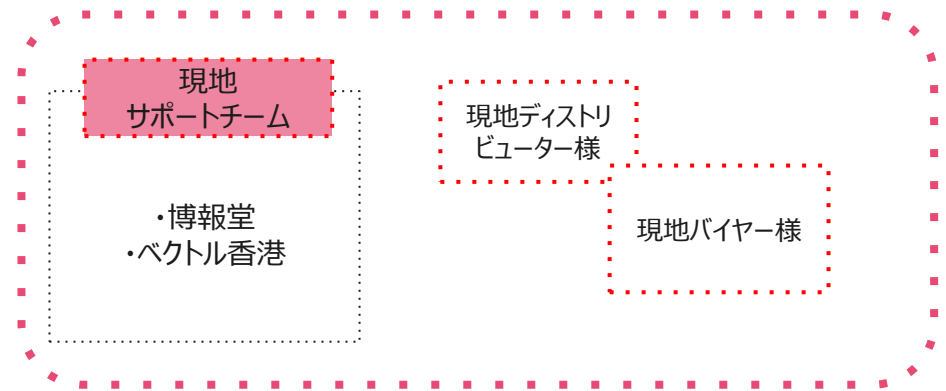 現地
サポートチーム
・博報堂
・ベクトル香港
現地ディストリ
ビューター様
現地バイヤー様